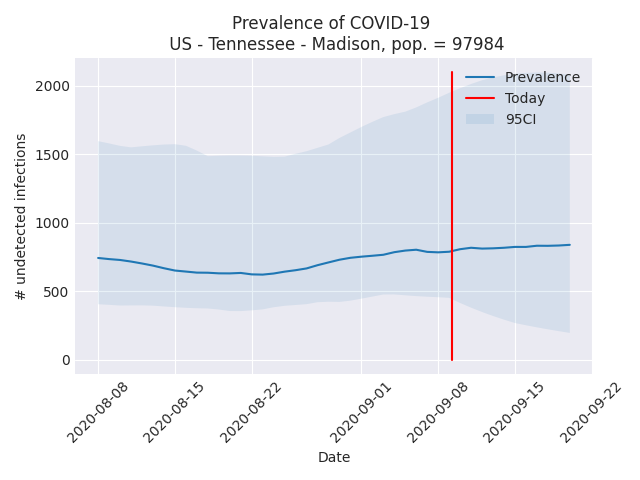 Prevalence of COVID-19
US - Tennessee - Madison, pop. = 97984
Prevalence
Today
95CI
2000
1500
1000
500
0
# undetected infections
2020-08-08
2020-08-15
2020-08-22
2020-09-01
2020-09-08
2020-09-15
2020-09-22
Date